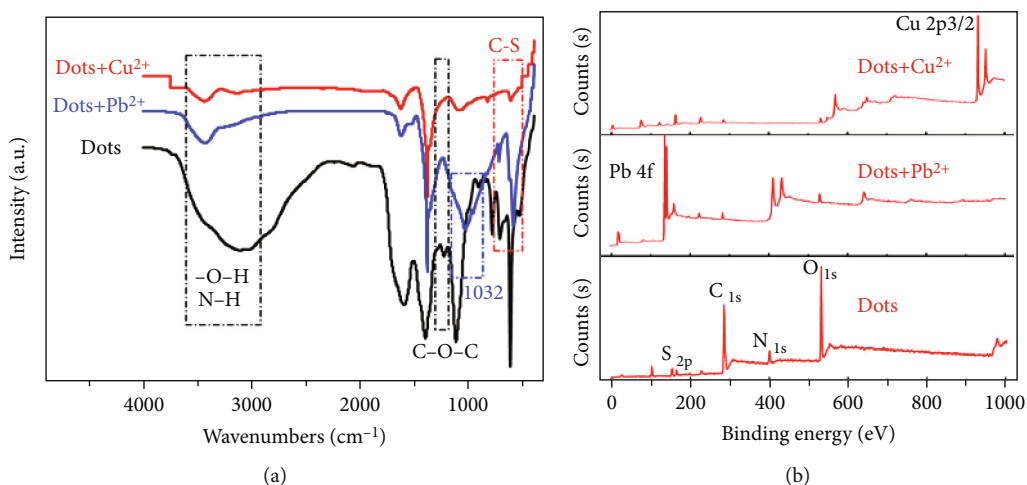 Intensity (a.u.)
Dots+Cu²⁺
Dots+Pb²⁺
Dots
C-S
–O–H
N–H
C–O–C
1032
4000 3000 2000 1000
Wavenumbers (cm⁻¹)
(a)
Counts (s)
Cu 2p3/2
Dots+Cu²⁺
Counts (s)
Pb 4f
Dots+Pb²⁺
Counts (s)
O 1s
C 1s
Dots
N 1s
S 2p
0 200 400 600 800 1000
Binding energy (eV)
(b)